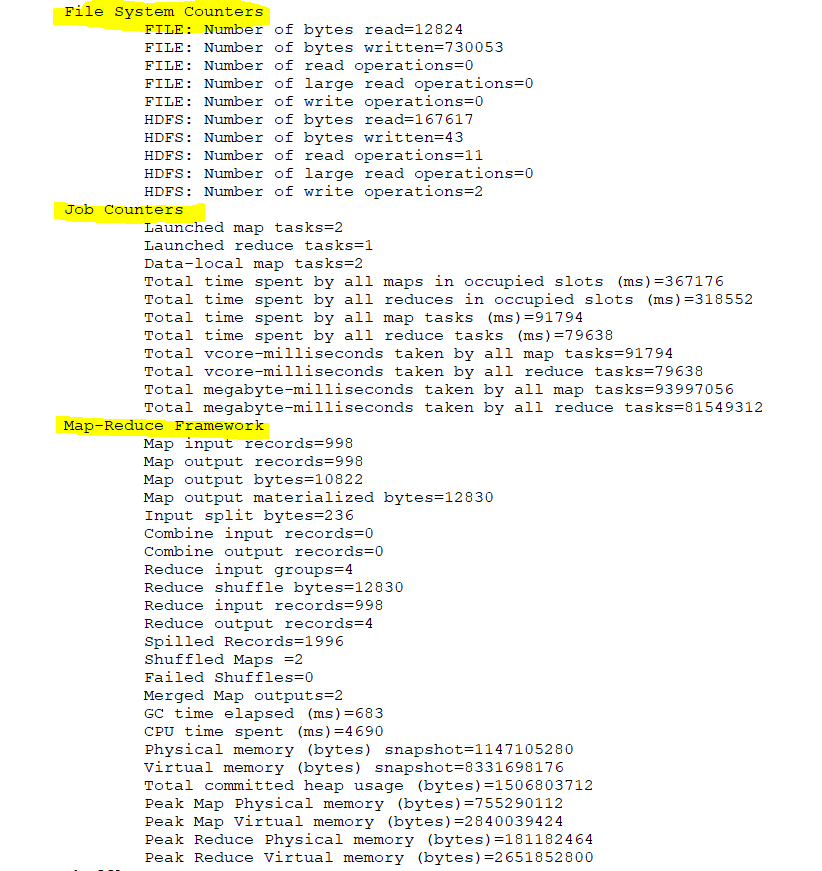 File System Counters
FILE: Number of bytes read=12824
FILE: Number of bytes written=730053
FILE: Number of read operations=0
FILE: Number of large read operations=0
FILE: Number of write operations=0
HDFS: Number of bytes read=167617
HDFS: Number of bytes written=43
HDFS: Number of read operations=11
HDFS: Number of large read operations=0
HDFS: Number of write operations=2
Job Counters
Launched map tasks=2
Launched reduce tasks=1
Data-local map tasks=2
Total time spent by all maps in occupied slots (ms)=367176
Total time spent by all reduces in occupied slots (ms)=318552
Total time spent by all map tasks (ms)=91794
Total time spent by all reduce tasks (ms)=79638
Total vcore-milliseconds taken by all map tasks=91794
Total vcore-milliseconds taken by all reduce tasks=79638
Total megabyte-milliseconds taken by all map tasks=93997056
Total megabyte-milliseconds taken by all reduce tasks=81549312
Map-Reduce Framework
Map input records=998
Map output records=998
Map output bytes=10822
Map output materialized bytes=12830
Input split bytes=236
Combine input records=0
Combine output records=0
Reduce input groups=4
Reduce shuffle bytes=12830
Reduce input records=998
Reduce output records=4
Spilled Records=1996
Shuffled Maps =2
Failed Shuffles=0
Merged Map outputs=2
GC time elapsed (ms)=683
CPU time spent (ms)=4690
Physical memory (bytes) snapshot=1147105280
Virtual memory (bytes) snapshot=8331698176
Total committed heap usage (bytes)=1506803712
Peak Map Physical memory (bytes)=755290112
Peak Map Virtual memory (bytes)=2840039424
Peak Reduce Physical memory (bytes)=181182464
Peak Reduce Virtual memory (bytes)=2651852800